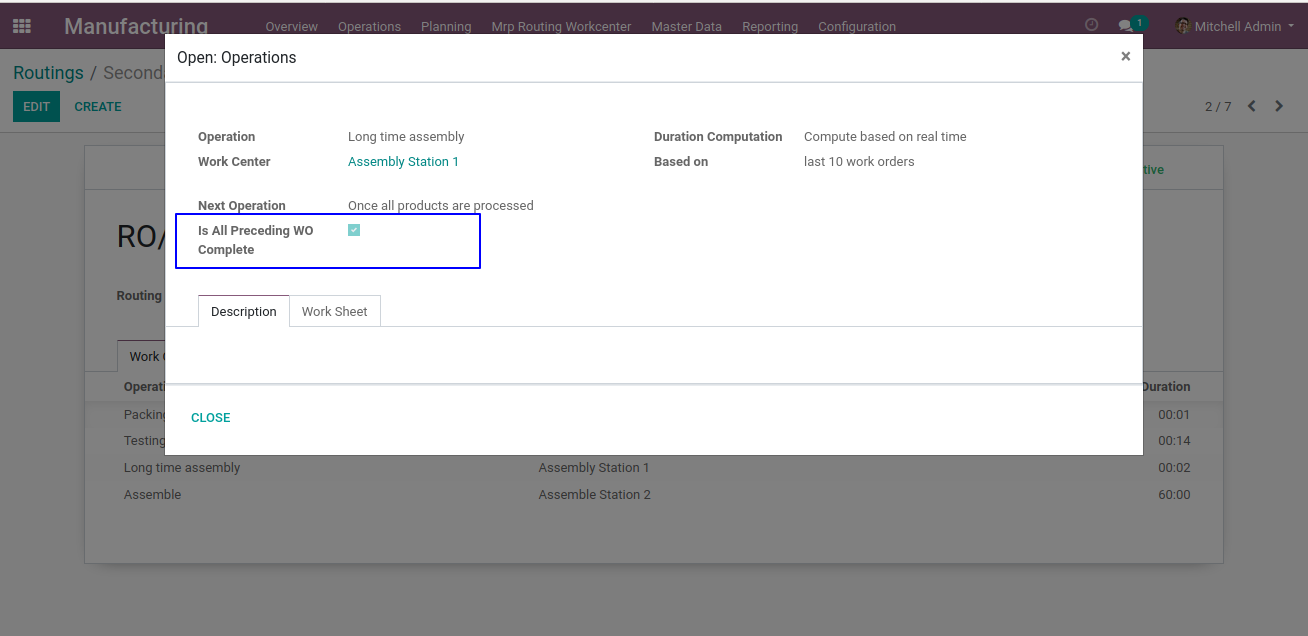 Manufacturing
Overview Operations Planning Mrp Routing Workcenter Master Data Reporting Configuration
1
Mitchell Admin
Open: Operations
×
Routings /
EDIT CREATE
2 / 7
Operation Long time assembly
Duration Computation Compute based on real time
Work Center Assembly Station 1
Based on last 10 work orders
Next Operation Once all products are processed
Is All Preceding WO
Complete
RO/
Routing
Description Work Sheet
Work
Duration
Packing 00:01
CLOSE
Testing 00:14
Long time assembly Assembly Station 1 00:02
Assemble Assemble Station 2 60:00